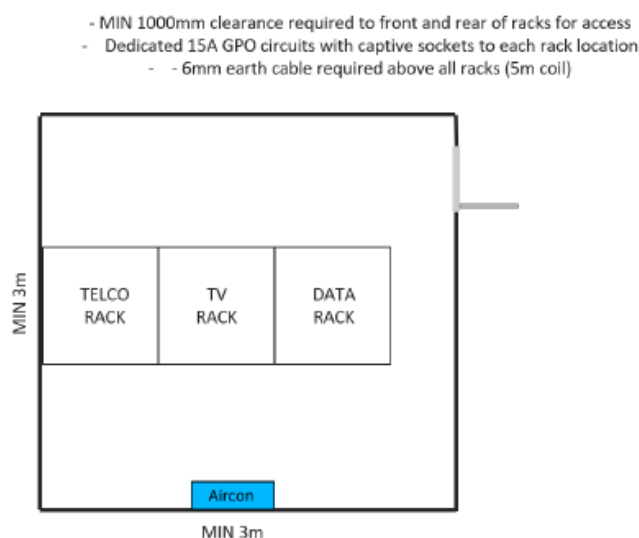 - MIN 1000mm clearance required to front and rear of racks for access
- Dedicated 15A GPO circuits with captive sockets to each rack location
- - 6mm earth cable required above all racks (5m coil)
TELCO
RACK
TV
RACK
DATA
RACK
MIN 3m
Aircon
MIN 3m